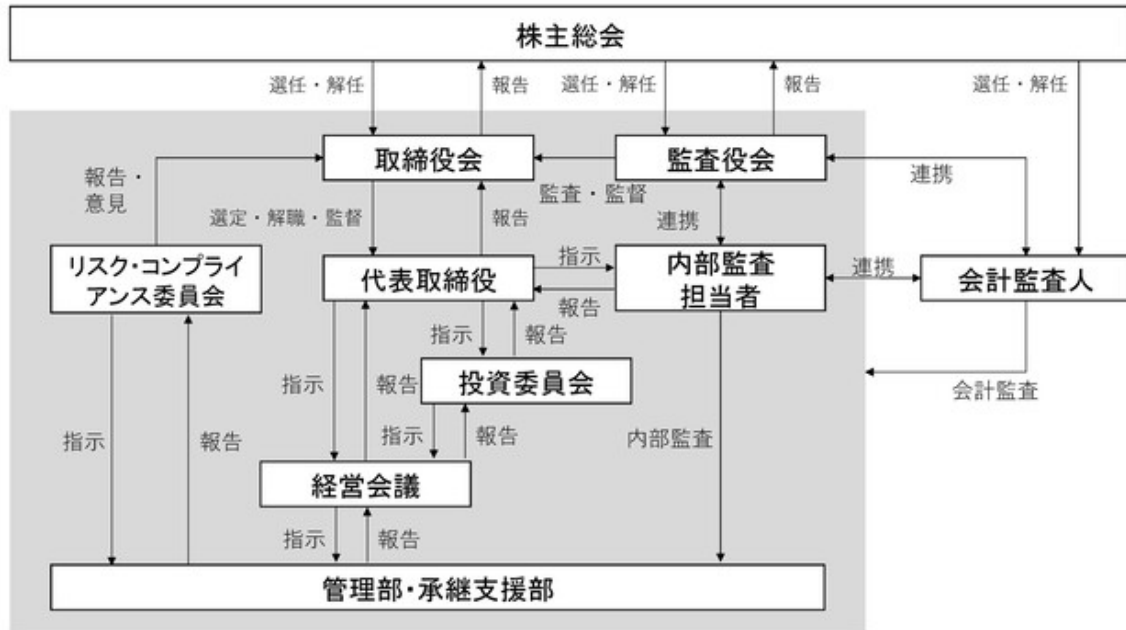 株主総会
選任・解任
報告
選任・解任
報告
選任・解任
取締役会
監査役会
報告・
意見
監査・監督
連携
選定・解職・監督
報告
連携
リスク・コンプライ
アンス委員会
代表取締役
指示
報告
内部監査
担当者
連携
会計監査人
指示
報告
投資委員会
指示
報告
会計監査
指示
報告
内部監査
指示
報告
経営会議
指示
報告
管理部・承継支援部